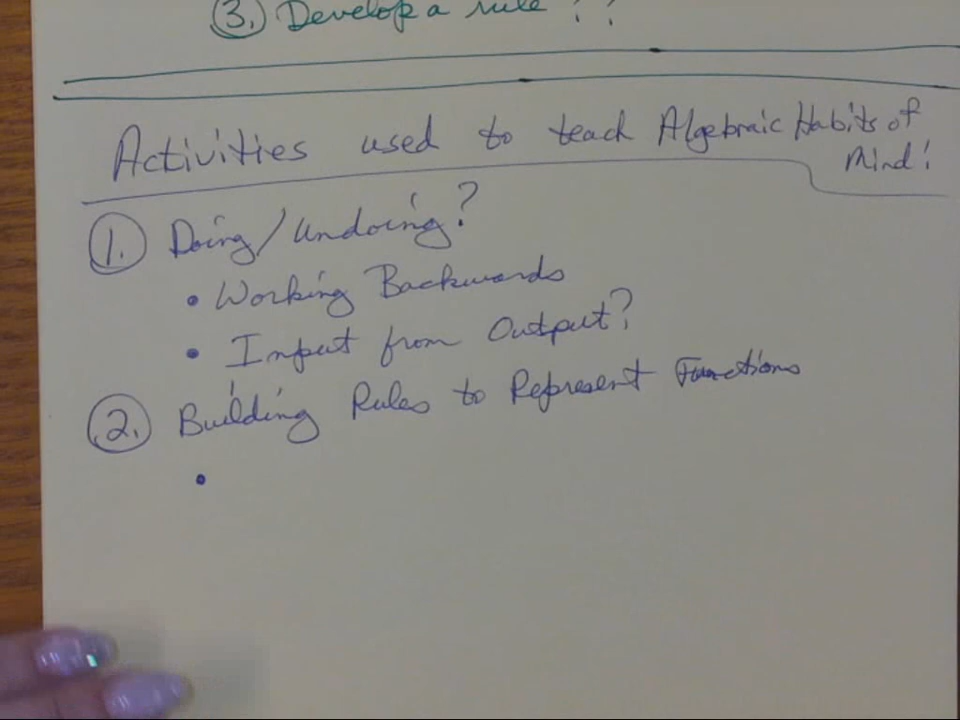 3. Develop a rule ! ?
Activities used to teach Algebraic Habits of
Mind!
1. Doing/Undoing?
• Working Backwards
• Input from Output?
2. Building Rules to Represent Functions
•